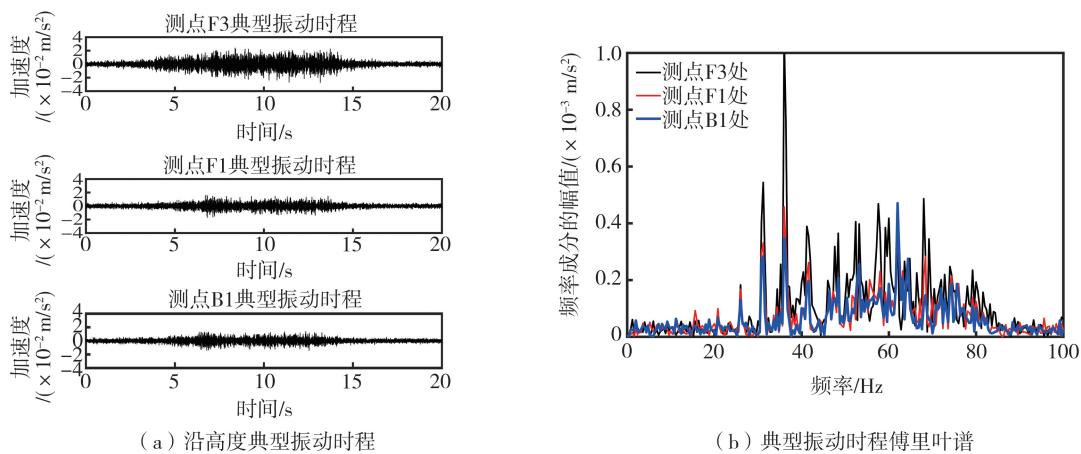 测点F3典型振动时程
加速度
/(×10⁻² m/s²)
4
2
0
−2
−4
0 5 10 15 20
时间/s
测点F1典型振动时程
加速度
/(×10⁻² m/s²)
4
2
0
−2
−4
0 5 10 15 20
时间/s
测点B1典型振动时程
加速度
/(×10⁻² m/s²)
4
2
0
−2
−4
0 5 10 15 20
时间/s
(a)沿高度典型振动时程
频率成分的幅值/(×10⁻³ m/s²)
1.0
0.8
0.6
0.4
0.2
0
测点F3处
测点F1处
测点B1处
0 20 40 60 80 100
频率/Hz
(b)典型振动时程傅里叶谱